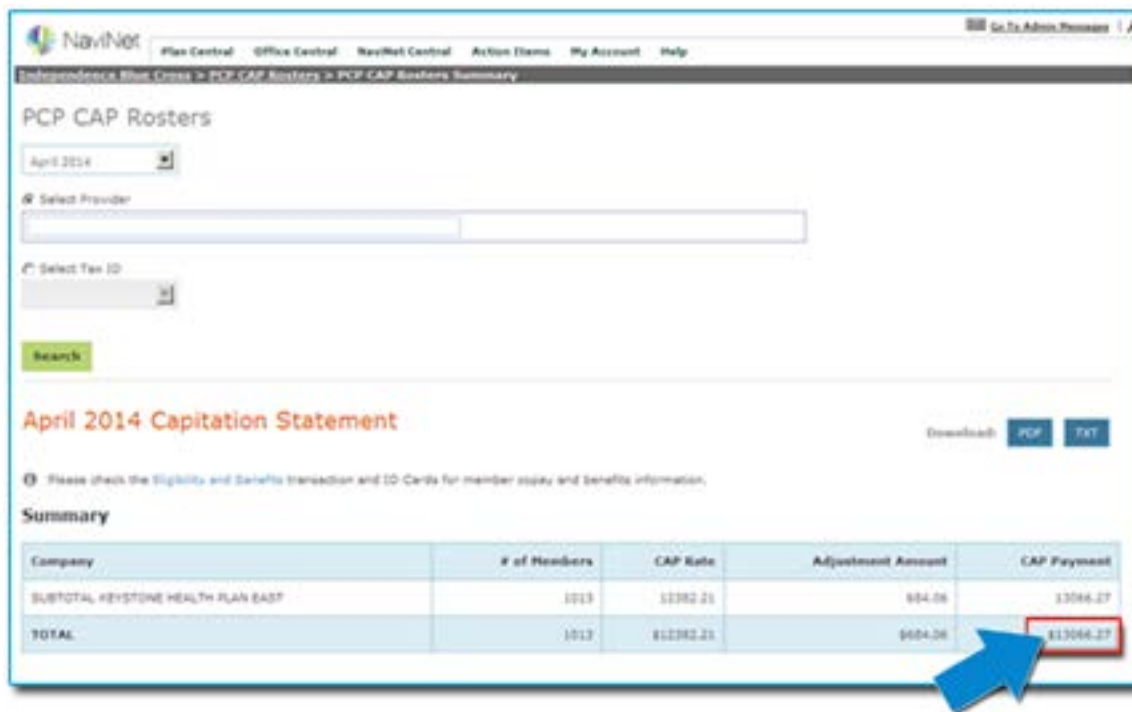 Go To Admin Messages
NaviNet
Plan Central Office Central NaviNet Central Action Items My Account Help
Independence Blue Cross > PCP CAP Rosters > PCP CAP Rosters Summary
PCP CAP Rosters
April 2014
Select Provider
Select Tax ID
Search
April 2014 Capitation Statement
Download: PDF TXT
Please check the Eligibility and Benefits transaction and ID Cards for member copay and benefits information.
Summary
Company # of Members CAP Rate Adjustment Amount CAP Payment
SUBTOTAL KEYSTONE HEALTH PLAN EAST 1013 12382.21 684.06 13066.27
TOTAL 1013 $12382.21 $684.06 $13066.27